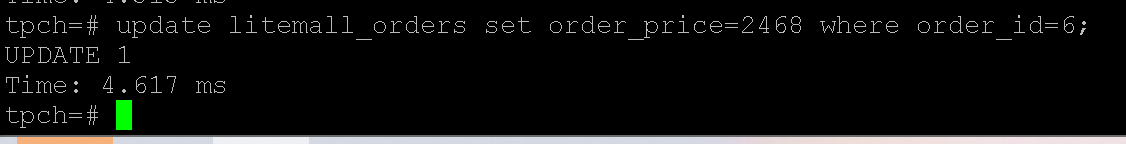 tpch=# update litemall_orders set order_price=2468 where order_id=6;
UPDATE 1
Time: 4.617 ms
tpch=#